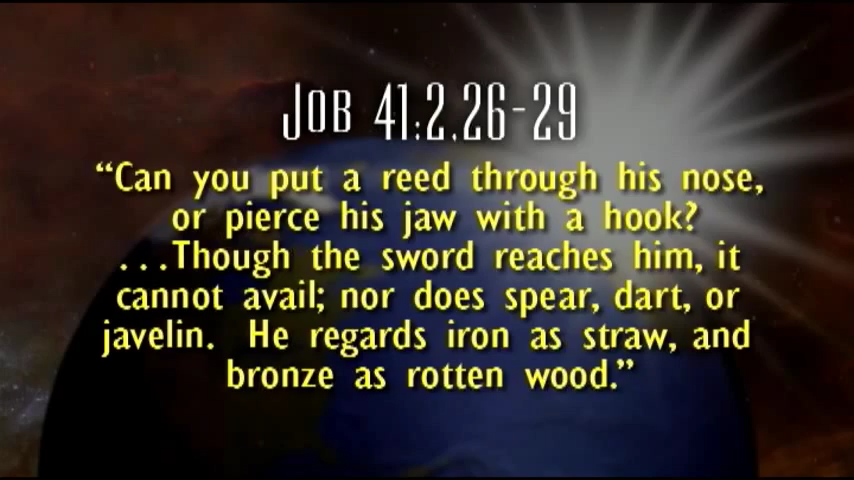 Job 41:2,26-29
“Can you put a reed through his nose,
or pierce his jaw with a hook?
...Though the sword reaches him, it
cannot avail; nor does spear, dart, or
javelin. He regards iron as straw, and
bronze as rotten wood.”